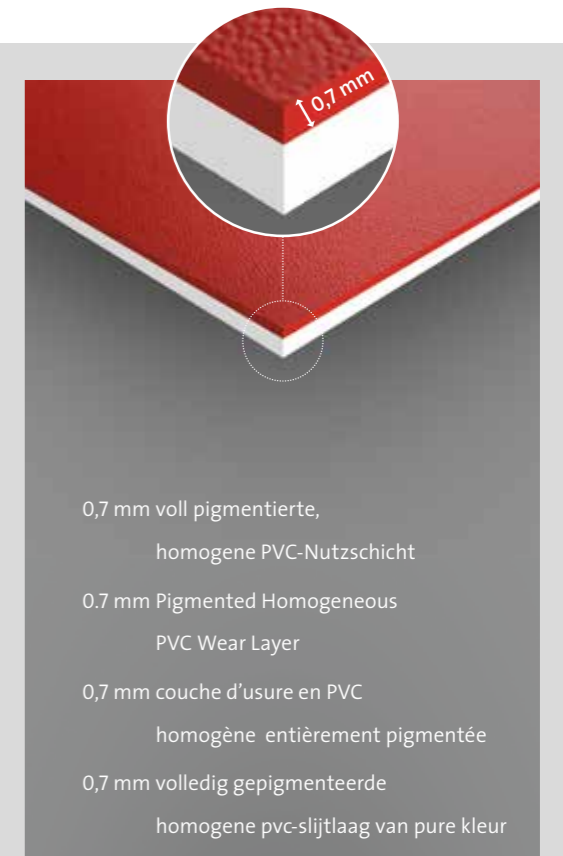 0,7 mm
0,7 mm voll pigmentierte,
homogene PVC-Nutzschicht
0.7 mm Pigmented Homogeneous
PVC Wear Layer
0,7 mm couche d’usure en PVC
homogène entièrement pigmentée
0,7 mm volledig gepigmenteerde
homogene pvc-slijtlaag van pure kleur